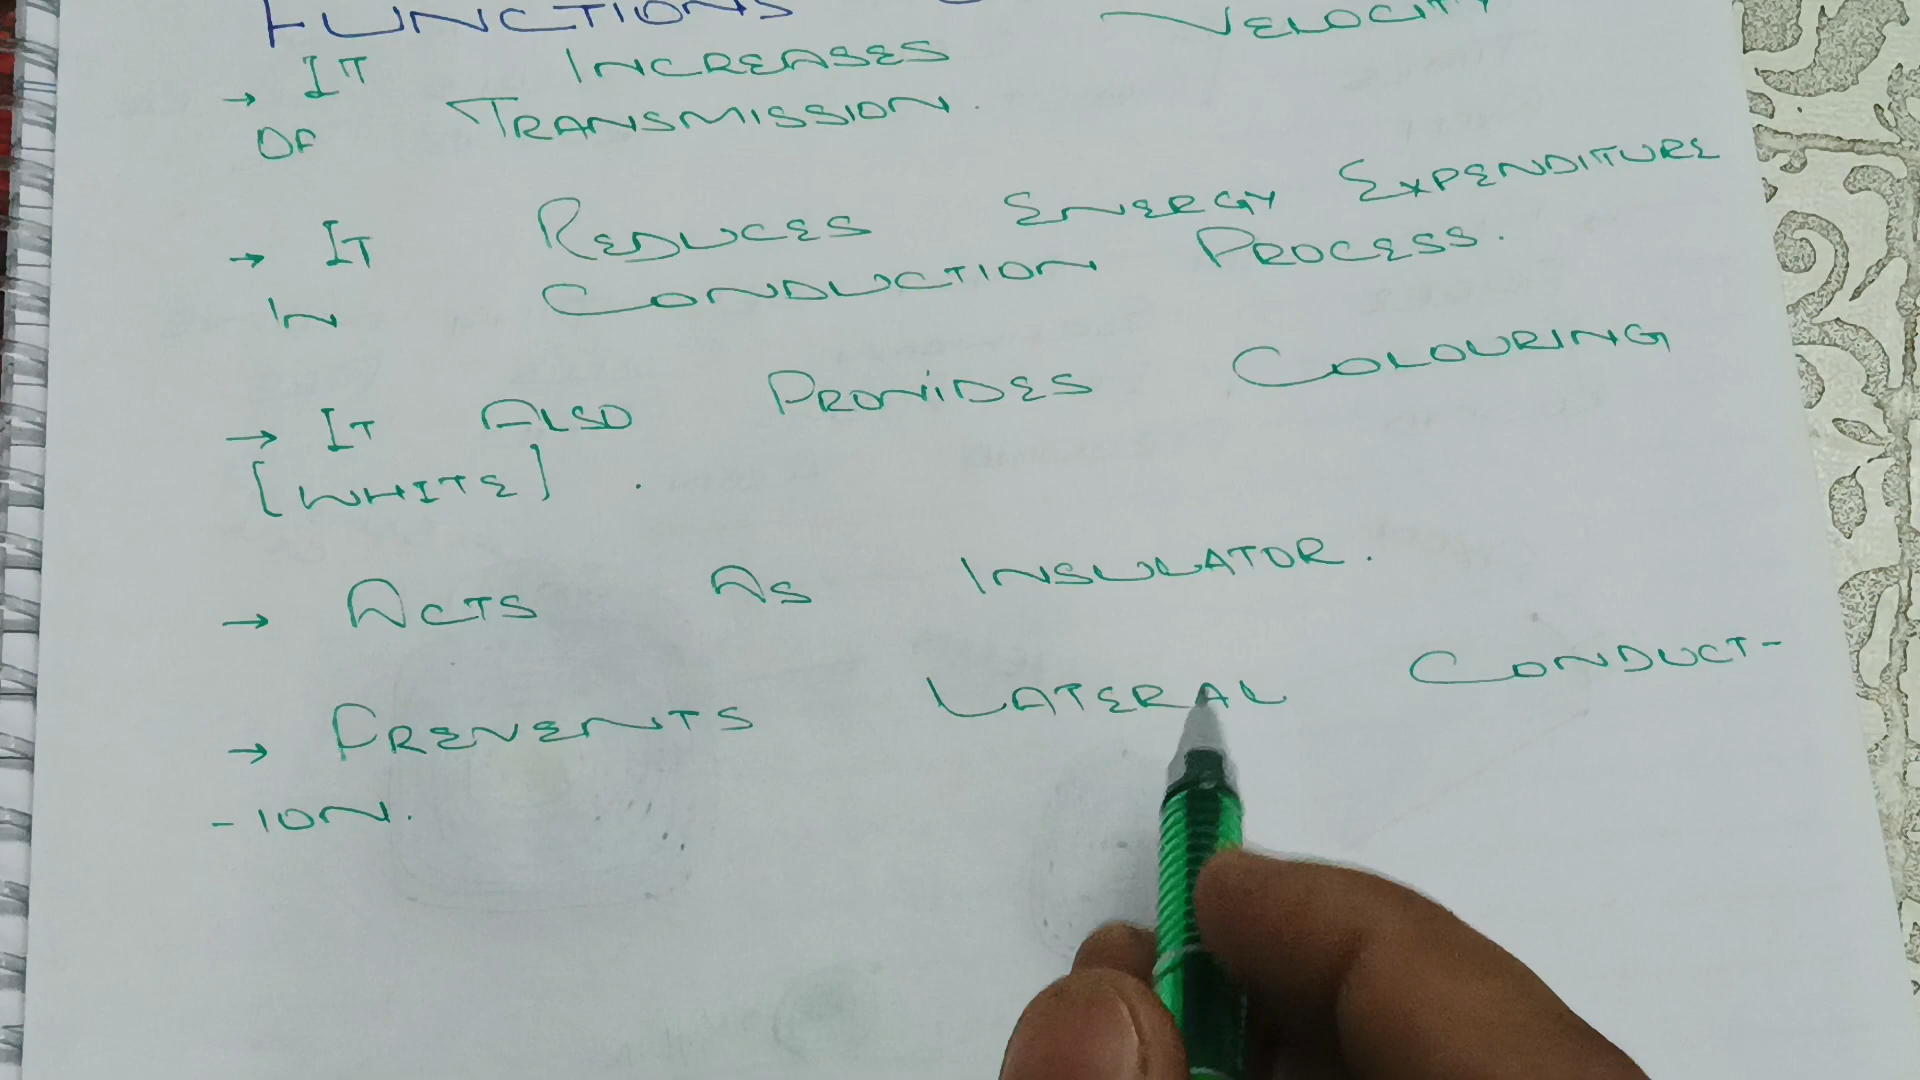 FUNCTIONS
→ IT INCREASES VELOCITY
OF TRANSMISSION.
→ IT REDUCES ENERGY EXPENDITURE
IN CONDUCTION PROCESS.
→ IT ALSO PROVIDES COLOURING
[WHITE] .
→ ACTS AS INSULATOR.
→ PREVENTS LATERAL CONDUCT-
-ION.